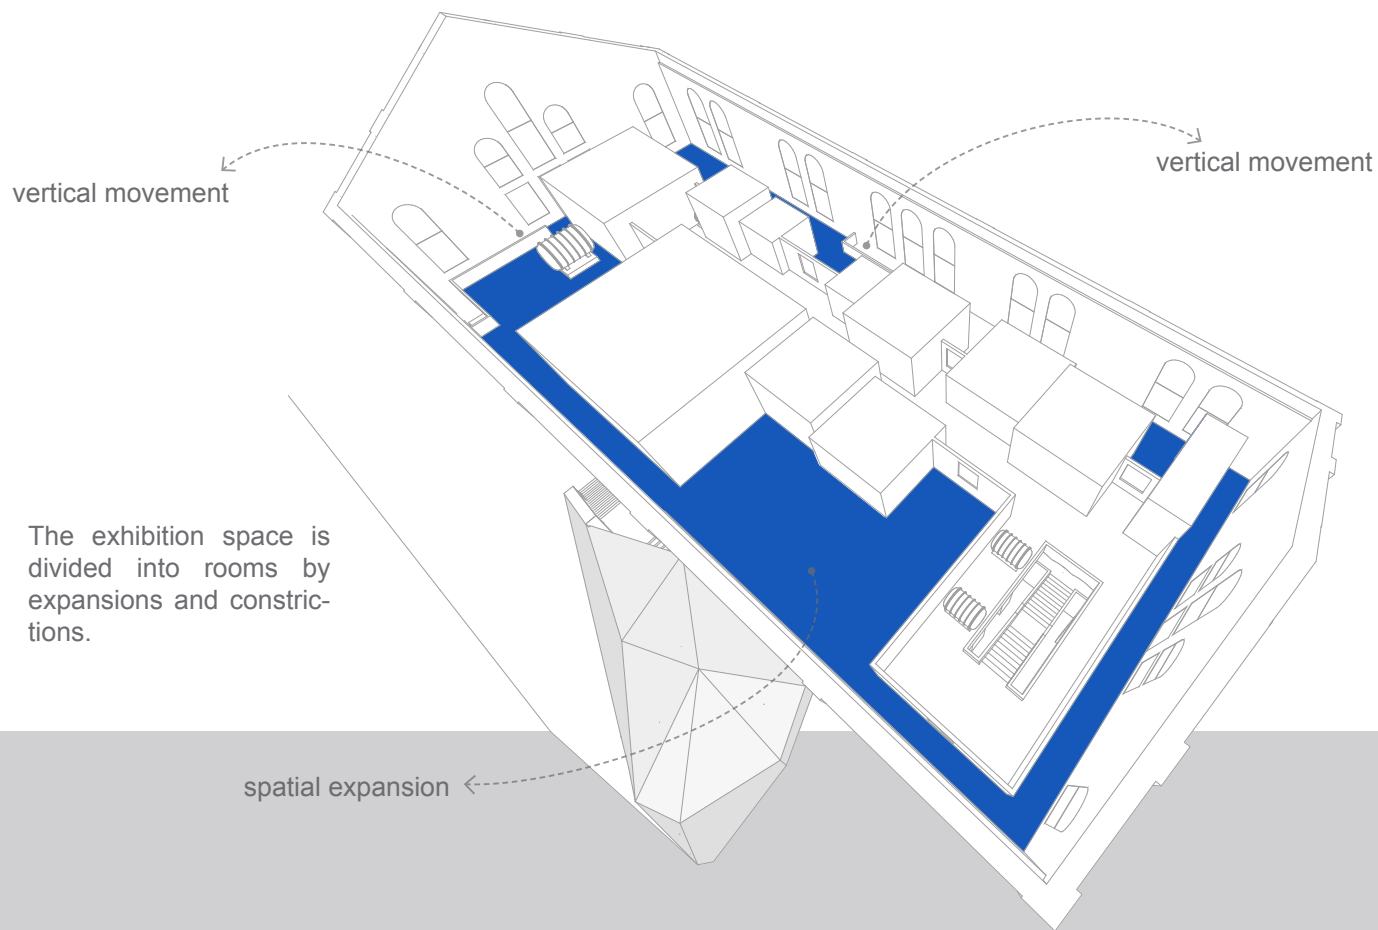 vertical movement
vertical movement
The exhibition space is
divided into rooms by
expansions and constric-
tions.
spatial expansion